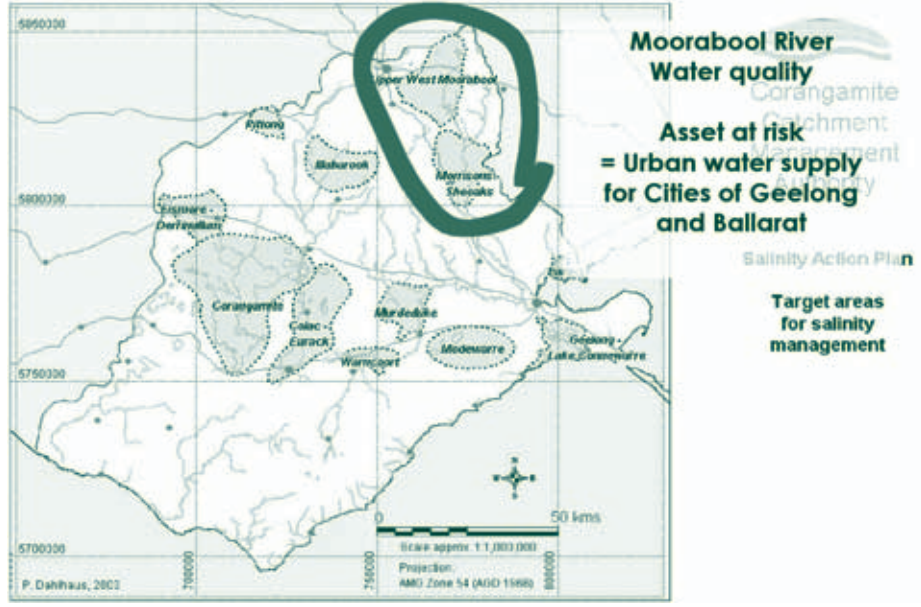 Moorabool River
Water quality
Corangamite
Catchment
Management
Authority
Asset at risk
= Urban water supply
for Cities of Geelong
and Ballarat
Salinity Action Plan
Target areas
for salinity
management
5850000
5800000
5750000
5700000
700000
750000
800000
Upper West Moorabool
Pittong
Illabarook
Morrisons-
Sheoaks
Lismore -
Derrinallum
Corangamite
Colac -
Eurack
Murdeduke
Warncoort
Modewarre
Geelong -
Lake Connewarre
N
W
E
S
0
50 kms
Scale approx. 1:1,000,000
Projection:
AMG Zone 54 (AGD 1966)
P. Dahlhaus, 2003